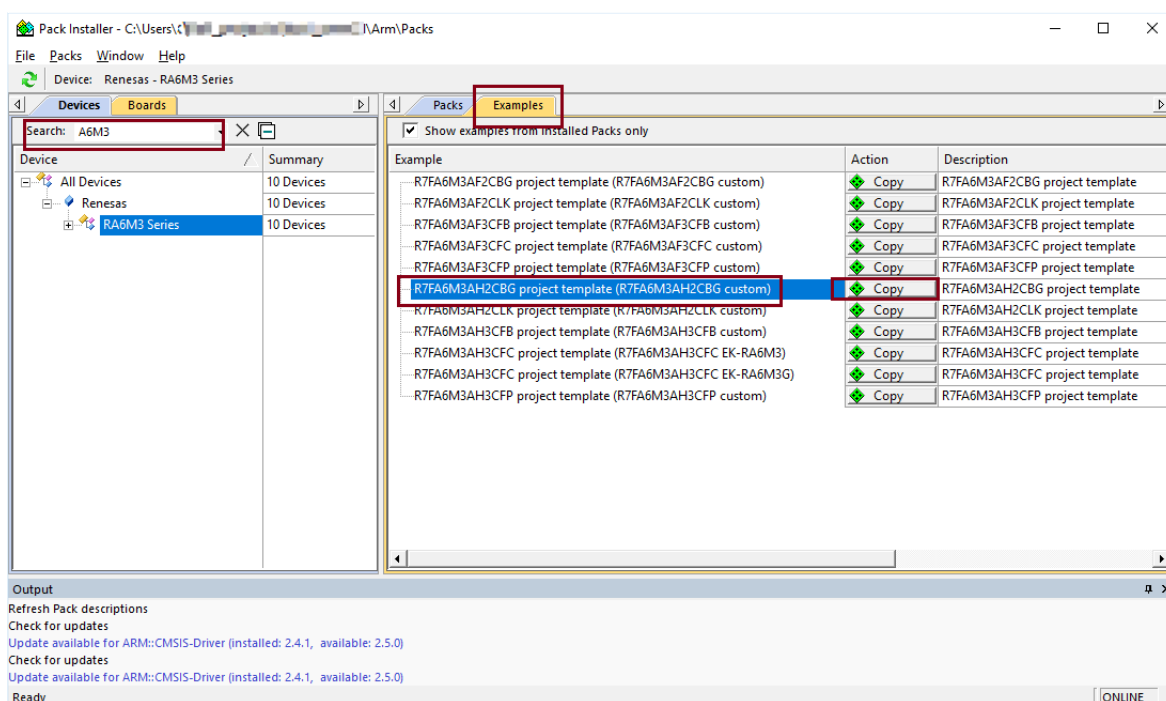 Pack Installer - C:\Users\ \Arm\Packs
File Packs Window Help
Device: Renesas - RA6M3 Series
Devices Boards
Packs Examples
Search: A6M3
Show examples from Installed Packs only
Device Summary
Example Action Description
All Devices 10 Devices
Renesas 10 Devices
RA6M3 Series 10 Devices
R7FA6M3AF2CBG project template (R7FA6M3AF2CBG custom) Copy R7FA6M3AF2CBG project template
R7FA6M3AF2CLK project template (R7FA6M3AF2CLK custom) Copy R7FA6M3AF2CLK project template
R7FA6M3AF3CFB project template (R7FA6M3AF3CFB custom) Copy R7FA6M3AF3CFB project template
R7FA6M3AF3CFC project template (R7FA6M3AF3CFC custom) Copy R7FA6M3AF3CFC project template
R7FA6M3AF3CFP project template (R7FA6M3AF3CFP custom) Copy R7FA6M3AF3CFP project template
R7FA6M3AH2CBG project template (R7FA6M3AH2CBG custom) Copy R7FA6M3AH2CBG project template
R7FA6M3AH2CLK project template (R7FA6M3AH2CLK custom) Copy R7FA6M3AH2CLK project template
R7FA6M3AH3CFB project template (R7FA6M3AH3CFB custom) Copy R7FA6M3AH3CFB project template
R7FA6M3AH3CFC project template (R7FA6M3AH3CFC EK-RA6M3) Copy R7FA6M3AH3CFC project template
R7FA6M3AH3CFC project template (R7FA6M3AH3CFC EK-RA6M3G) Copy R7FA6M3AH3CFC project template
R7FA6M3AH3CFP project template (R7FA6M3AH3CFP custom) Copy R7FA6M3AH3CFP project template
Output
Refresh Pack descriptions
Check for updates
Update available for ARM::CMSIS-Driver (installed: 2.4.1, available: 2.5.0)
Check for updates
Update available for ARM::CMSIS-Driver (installed: 2.4.1, available: 2.5.0)
Ready ONLINE